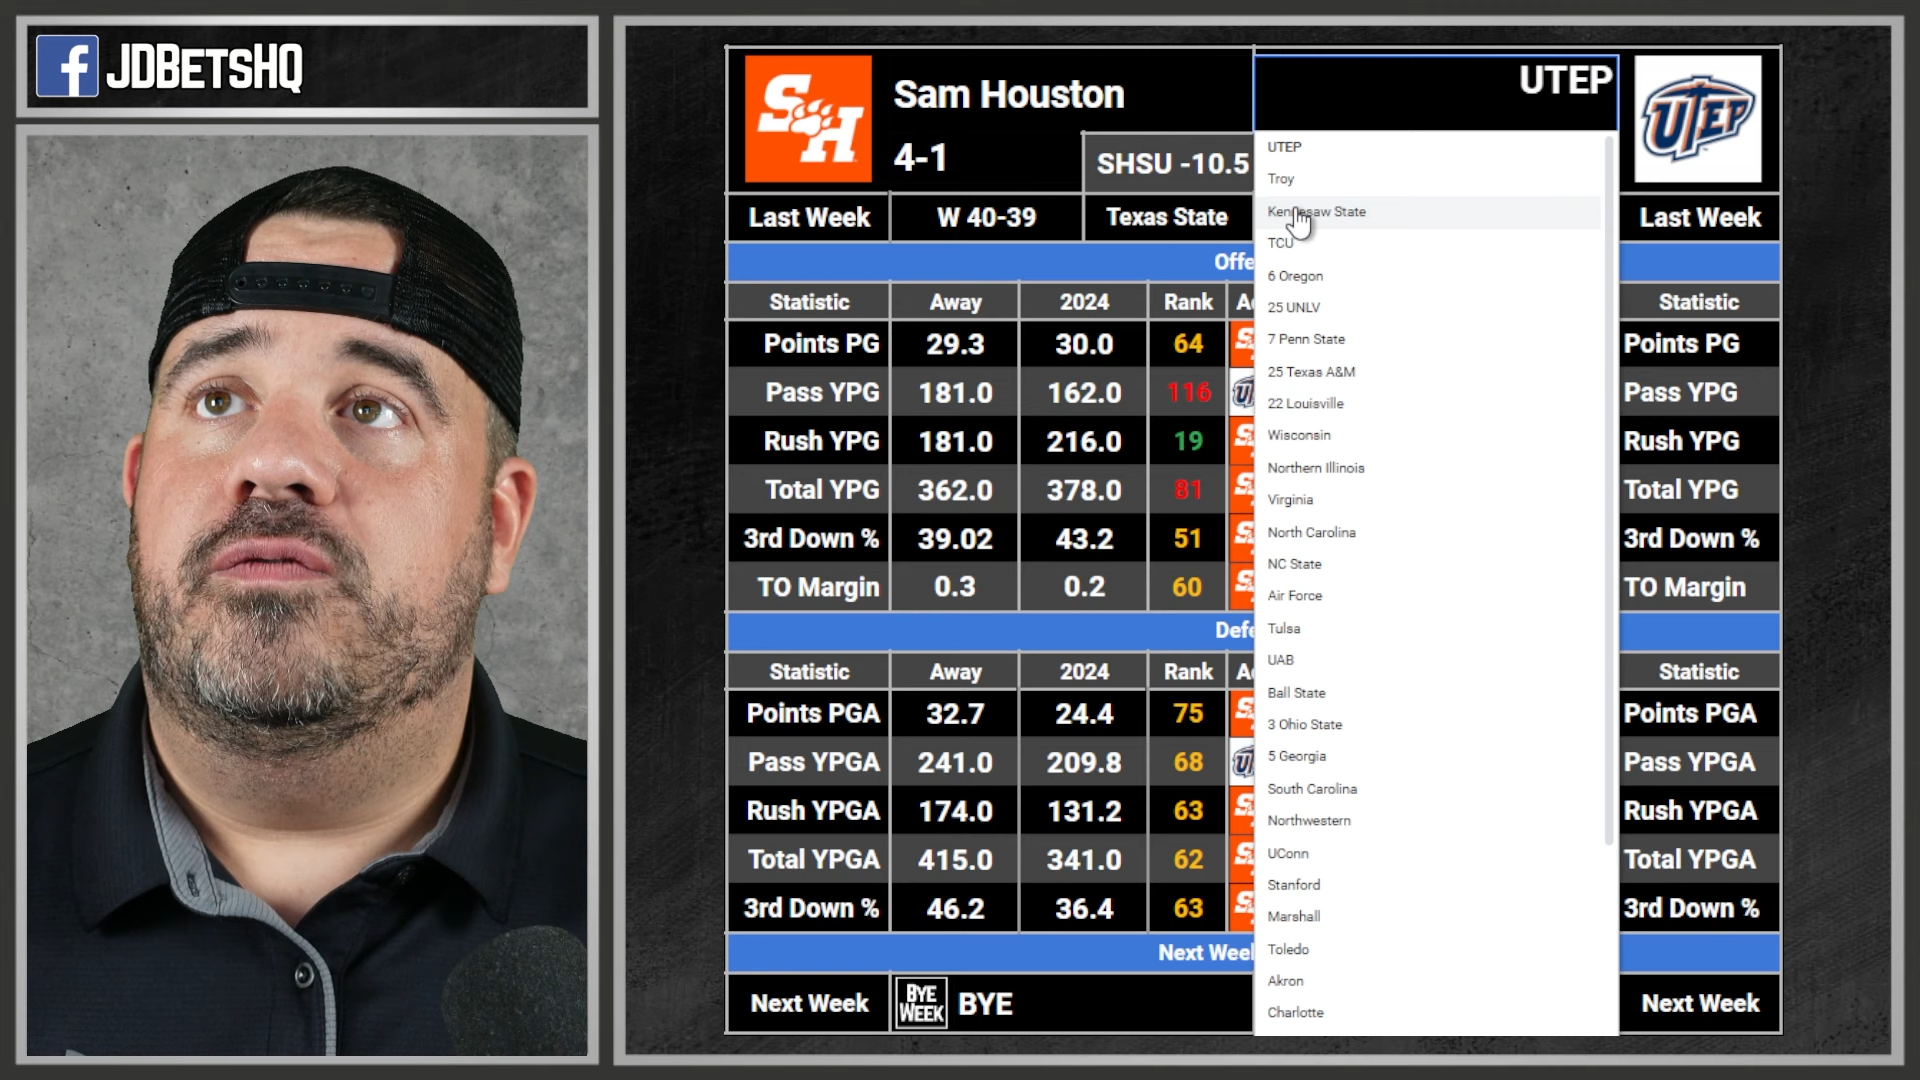 f JDBETSHQ
SH
Sam Houston
4-1
SHSU -10.5
UTEP
UTEP
Last Week W 40-39 Texas State
Last Week
Offe
Statistic Away 2024 Rank
Statistic
Points PG 29.3 30.0 64
Points PG
Pass YPG 181.0 162.0 116
Pass YPG
Rush YPG 181.0 216.0 19
Rush YPG
Total YPG 362.0 378.0 81
Total YPG
3rd Down % 39.02 43.2 51
3rd Down %
TO Margin 0.3 0.2 60
TO Margin
Defe
Statistic Away 2024 Rank
Statistic
Points PGA 32.7 24.4 75
Points PGA
Pass YPGA 241.0 209.8 68
Pass YPGA
Rush YPGA 174.0 131.2 63
Rush YPGA
Total YPGA 415.0 341.0 62
Total YPGA
3rd Down % 46.2 36.4 63
3rd Down %
Next Wee
Next Week BYE WEEK BYE
Next Week
UTEP
Troy
Kennesaw State
TCU
6 Oregon
25 UNLV
7 Penn State
25 Texas A&M
22 Louisville
Wisconsin
Northern Illinois
Virginia
North Carolina
NC State
Air Force
Tulsa
UAB
Ball State
3 Ohio State
5 Georgia
South Carolina
Northwestern
UConn
Stanford
Marshall
Toledo
Akron
Charlotte